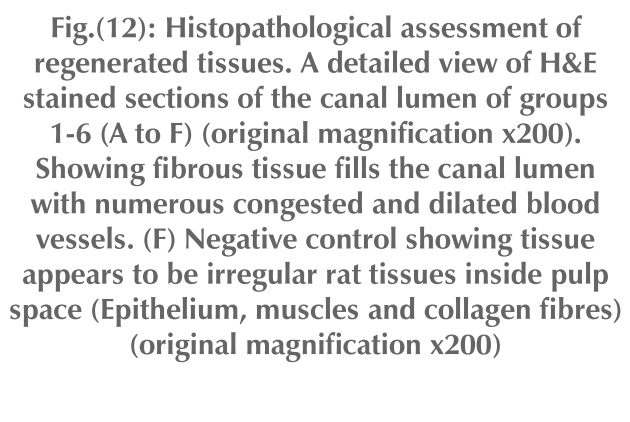 Fig.(12): Histopathological assessment of
regenerated tissues. A detailed view of H&E
stained sections of the canal lumen of groups
1-6 (A to F) (original magnification x200).
Showing fibrous tissue fills the canal lumen
with numerous congested and dilated blood
vessels. (F) Negative control showing tissue
appears to be irregular rat tissues inside pulp
space (Epithelium, muscles and collagen fibres)
(original magnification x200)